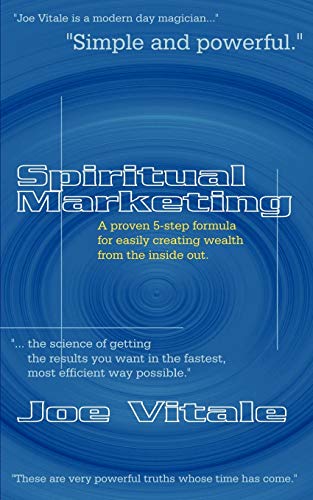 "Joe Vitale is a modern day magician..."
"Simple and powerful."
Spiritual
Marketing
A proven 5-step formula
for easily creating wealth
from the inside out.
"... the science of getting
the results you want in the fastest,
most efficient way possible."
Joe Vitale
"These are very powerful truths whose time has come."